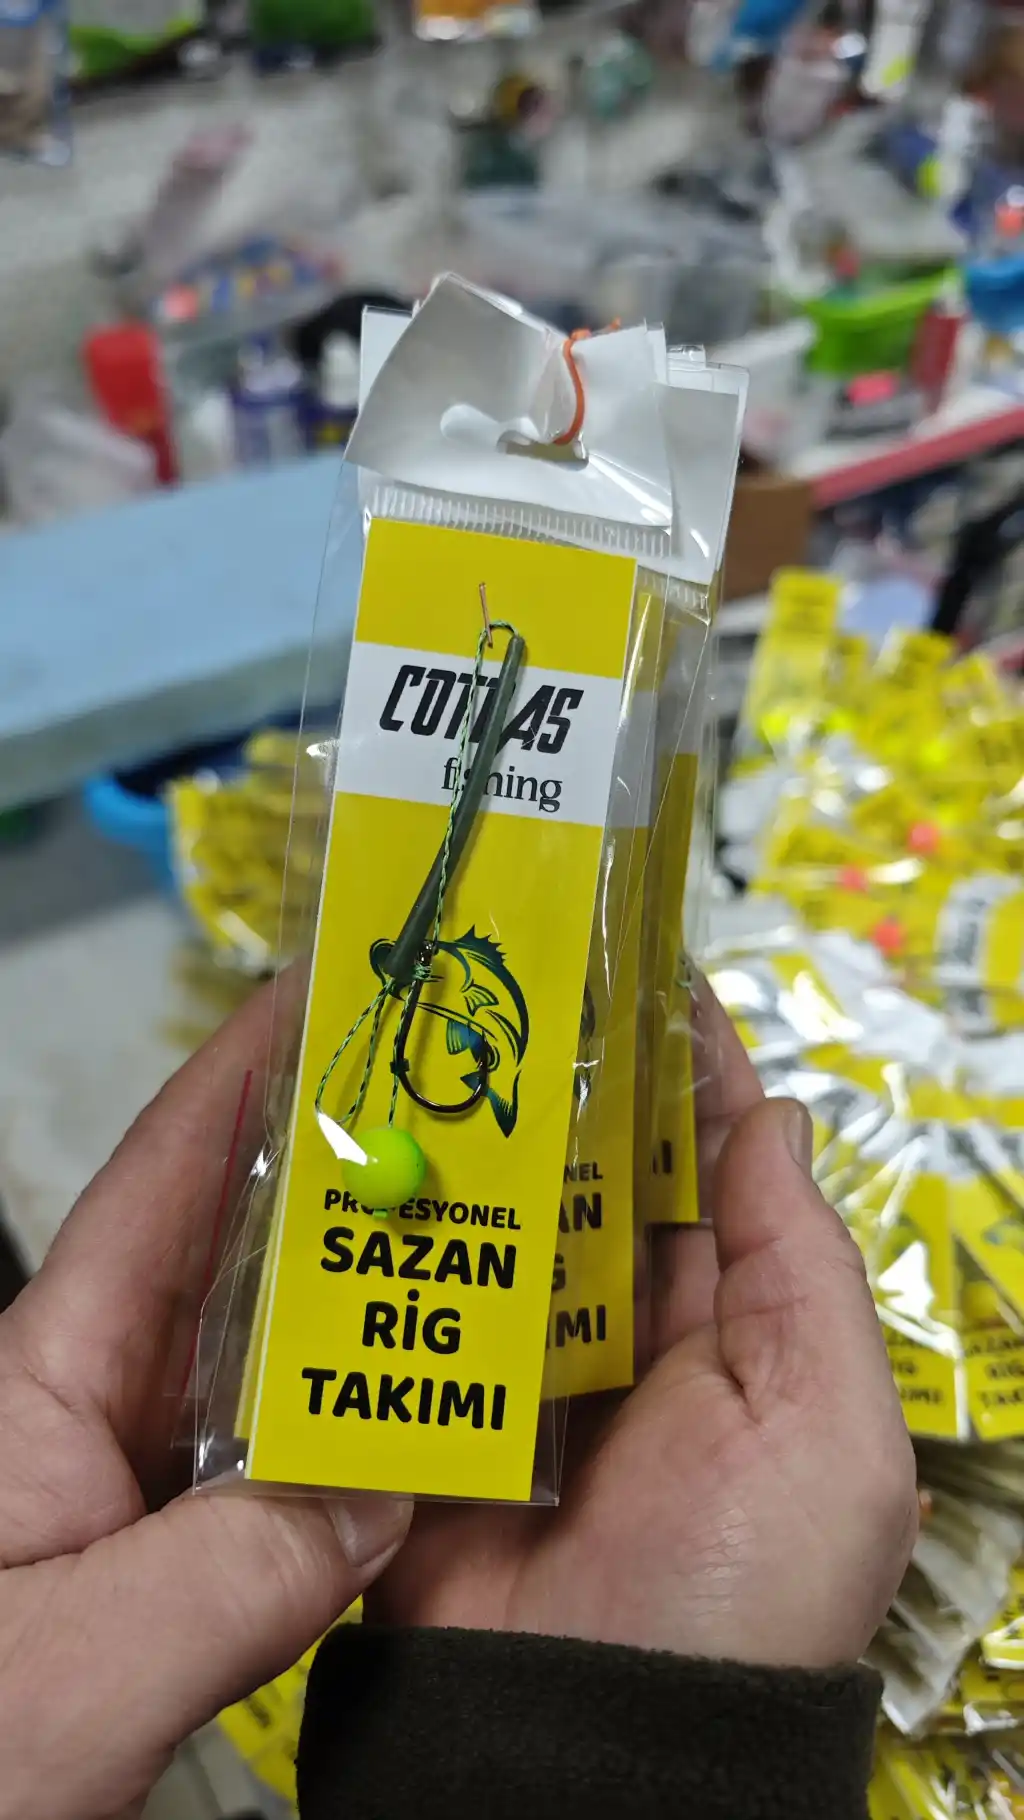 fishing
PROFESYONEL
SAZAN
RİG
TAKIMI